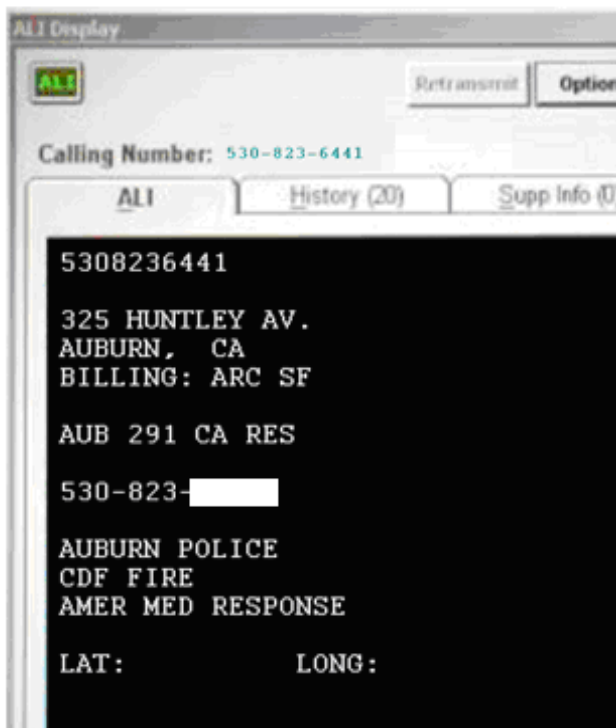 ALI Display
ALI
Retransmit
Option
Calling Number: 530-823-6441
ALI
History (20)
Supp Info (0)
5308236441
325 HUNTLEY AV.
AUBURN, CA
BILLING: ARC SF
AUB 291 CA RES
530-823-
AUBURN POLICE
CDF FIRE
AMER MED RESPONSE
LAT: LONG: